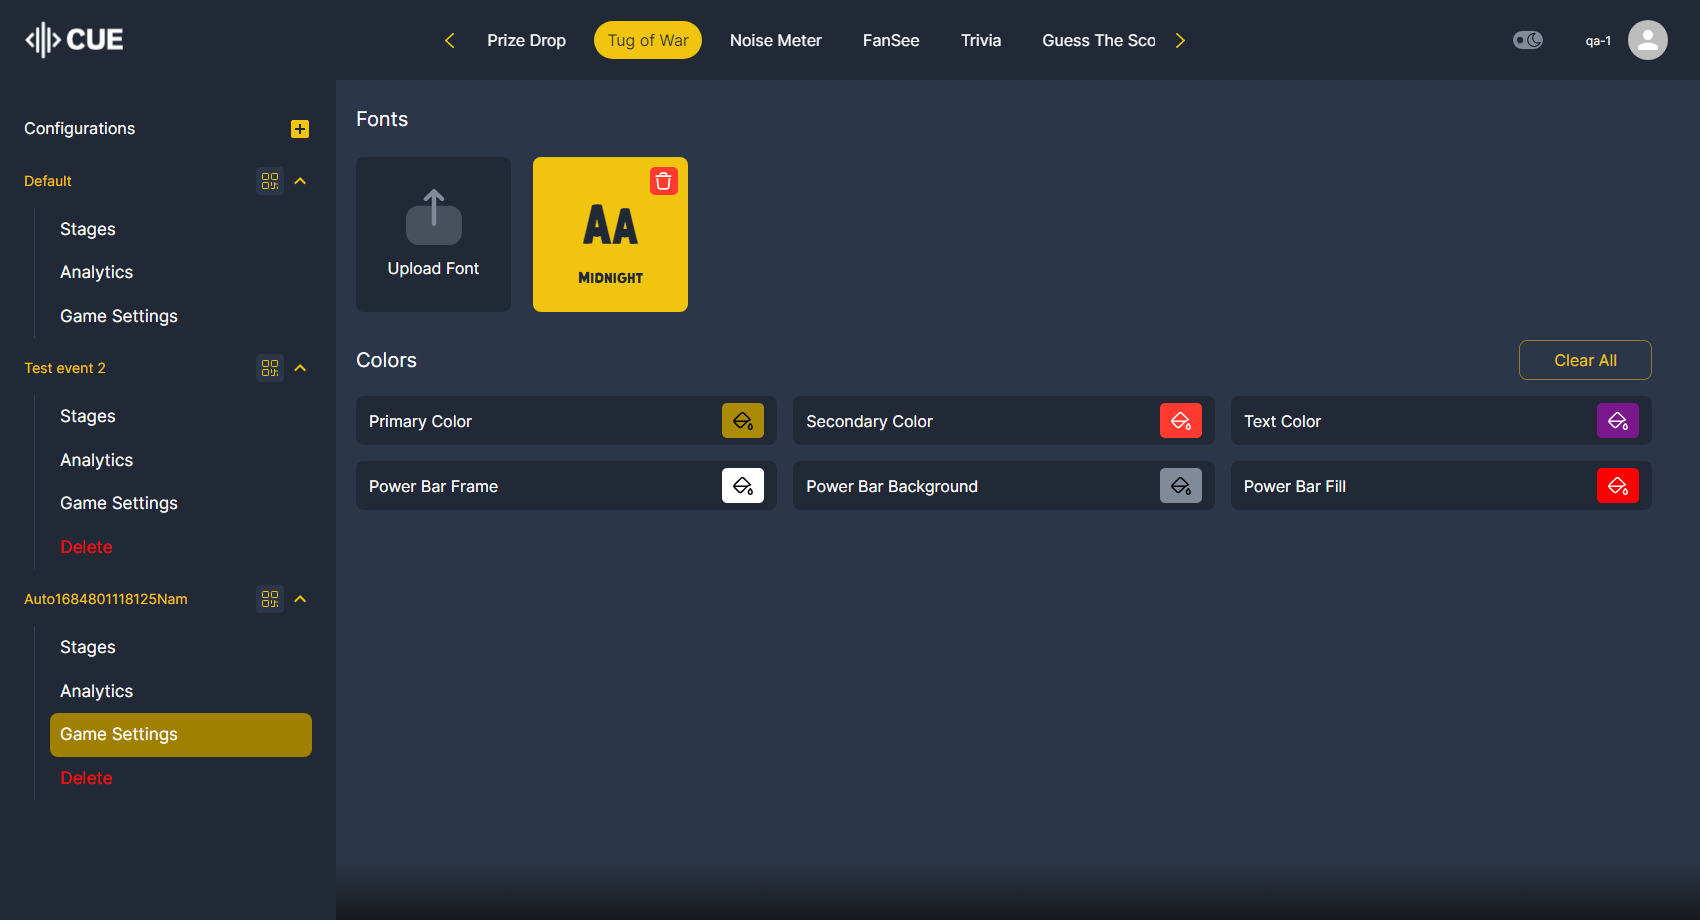 CUE
Prize Drop
Tug of War
Noise Meter
FanSee
Trivia
Guess The Sco
qa-1
Configurations
Default
Stages
Analytics
Game Settings
Test event 2
Stages
Analytics
Game Settings
Delete
Auto1684801118125Nam
Stages
Analytics
Game Settings
Delete
Fonts
Upload Font
AA
MIDNIGHT
Colors
Clear All
Primary Color
Secondary Color
Text Color
Power Bar Frame
Power Bar Background
Power Bar Fill